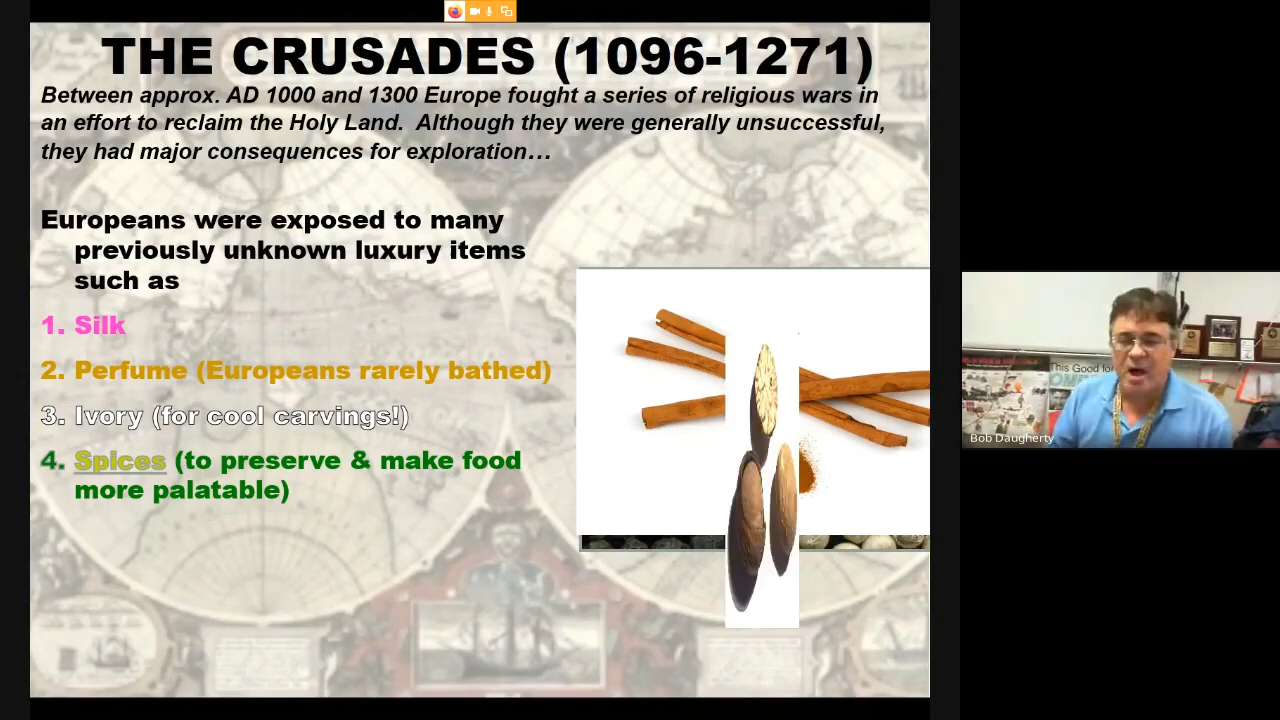 THE CRUSADES (1096-1271)
Between approx. AD 1000 and 1300 Europe fought a series of religious wars in
an effort to reclaim the Holy Land.  Although they were generally unsuccessful,
they had major consequences for exploration…
Europeans were exposed to many
previously unknown luxury items
such as
1. Silk
2. Perfume (Europeans rarely bathed)
3. Ivory (for cool carvings!)
4. Spices (to preserve & make food
more palatable)
This Good for
Bob Daugherty